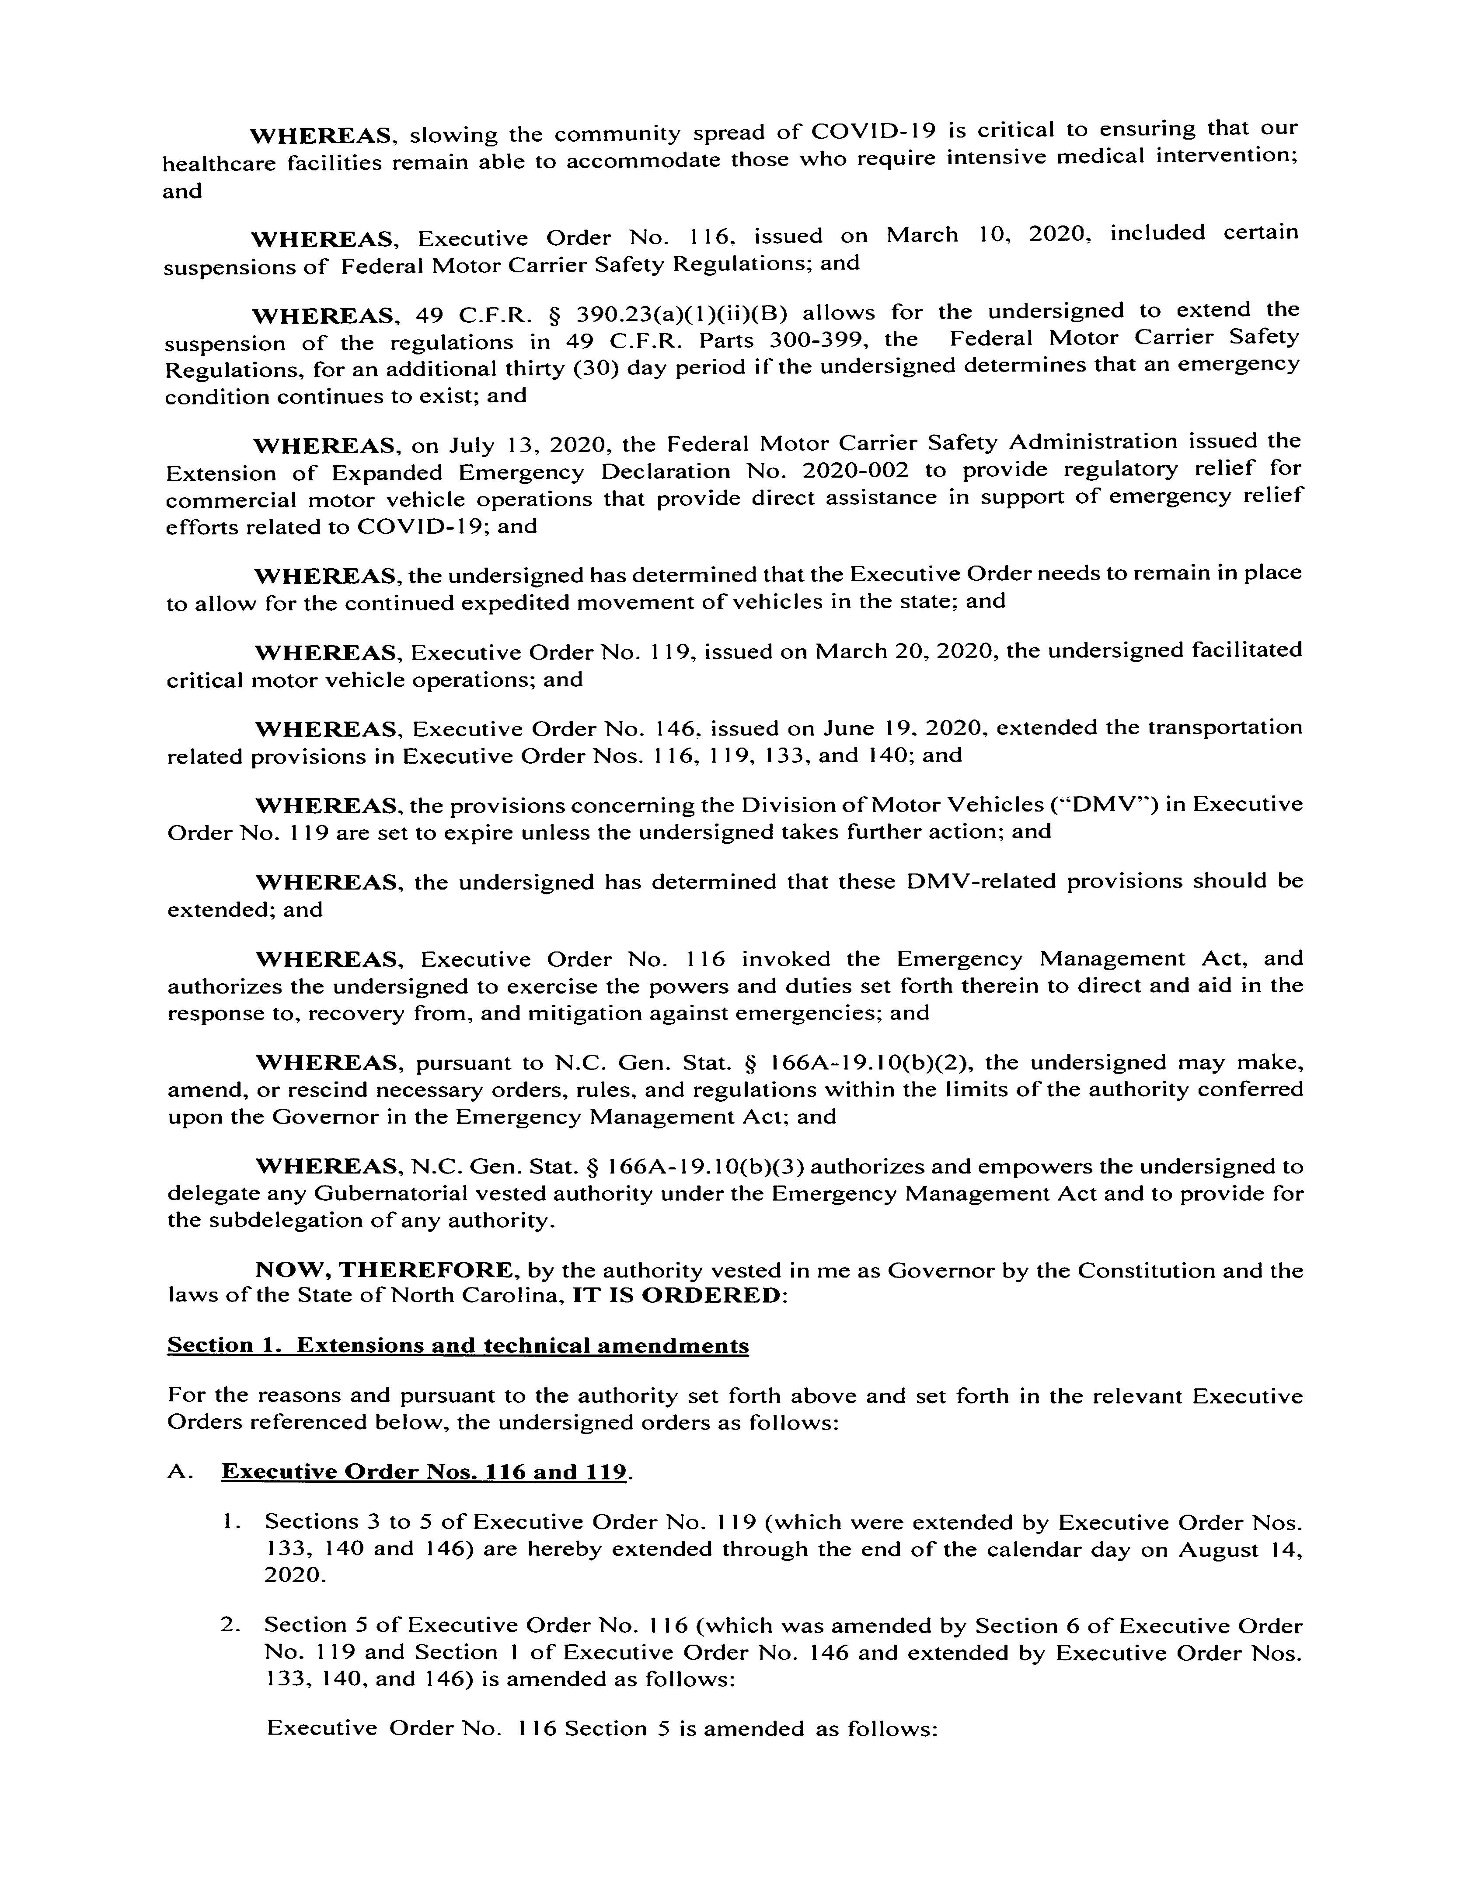 WHEREAS, slowing the community spread of COVID-19 is critical to ensuring that our
healthcare facilities remain able to accommodate those who require intensive medical intervention;
and
WHEREAS, Executive Order No. 116, issued on March 10, 2020, included certain
suspensions of Federal Motor Carrier Safety Regulations; and
WHEREAS, 49 C.F.R. § 390.23(a)(1)(ii)(B) allows for the undersigned to extend the
suspension of the regulations in 49 C.F.R. Parts 300-399, the Federal Motor Carrier Safety
Regulations, for an additional thirty (30) day period if the undersigned determines that an emergency
condition continues to exist; and
WHEREAS, on July 13, 2020, the Federal Motor Carrier Safety Administration issued the
Extension of Expanded Emergency Declaration No. 2020-002 to provide regulatory relief for
commercial motor vehicle operations that provide direct assistance in support of emergency relief
efforts related to COVID-19; and
WHEREAS, the undersigned has determined that the Executive Order needs to remain in place
to allow for the continued expedited movement of vehicles in the state; and
WHEREAS, Executive Order No. 119, issued on March 20, 2020, the undersigned facilitated
critical motor vehicle operations; and
WHEREAS, Executive Order No. 146, issued on June 19, 2020, extended the transportation
related provisions in Executive Order Nos. 116, 119, 133, and 140; and
WHEREAS, the provisions concerning the Division of Motor Vehicles (“DMV”) in Executive
Order No. 119 are set to expire unless the undersigned takes further action; and
WHEREAS, the undersigned has determined that these DMV-related provisions should be
extended; and
WHEREAS, Executive Order No. 116 invoked the Emergency Management Act, and
authorizes the undersigned to exercise the powers and duties set forth therein to direct and aid in the
response to, recovery from, and mitigation against emergencies; and
WHEREAS, pursuant to N.C. Gen. Stat. § 166A-19.10(b)(2), the undersigned may make,
amend, or rescind necessary orders, rules, and regulations within the limits of the authority conferred
upon the Governor in the Emergency Management Act; and
WHEREAS, N.C. Gen. Stat. § 166A-19.10(b)(3) authorizes and empowers the undersigned to
delegate any Gubernatorial vested authority under the Emergency Management Act and to provide for
the subdelegation of any authority.
NOW, THEREFORE, by the authority vested in me as Governor by the Constitution and the
laws of the State of North Carolina, IT IS ORDERED:
Section 1. Extensions and technical amendments
For the reasons and pursuant to the authority set forth above and set forth in the relevant Executive
Orders referenced below, the undersigned orders as follows:
A. Executive Order Nos. 116 and 119.
1. Sections 3 to 5 of Executive Order No. 119 (which were extended by Executive Order Nos.
133, 140 and 146) are hereby extended through the end of the calendar day on August 14,
2020.
2. Section 5 of Executive Order No. 116 (which was amended by Section 6 of Executive Order
No. 119 and Section 1 of Executive Order No. 146 and extended by Executive Order Nos.
133, 140, and 146) is amended as follows:
Executive Order No. 116 Section 5 is amended as follows: